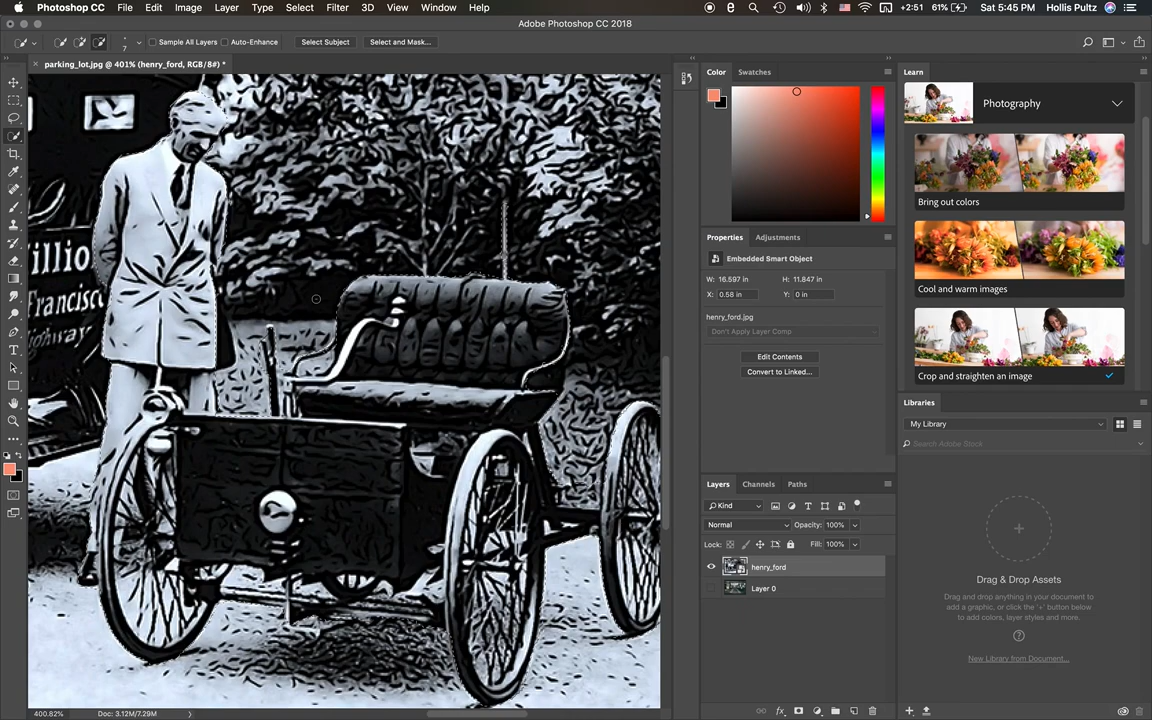 Photoshop CC File Edit Image Layer Type Select Filter 3D View Window Help +2:51 61% Sat 5:45 PM Hollis Pultz
Adobe Photoshop CC 2018
7 Sample All Layers Auto-Enhance Select Subject Select and Mask...
parking_lot.jpg @ 401% (henry_ford, RGB/8#) *
Color Swatches
Learn
Photography
Bring out colors
Cool and warm images
Crop and straighten an image
Properties Adjustments
Embedded Smart Object
W: 16.597 in H: 11.847 in
X: 0.58 in Y: 0 in
henry_ford.jpg
Don't Apply Layer Comp
Edit Contents
Convert to Linked...
Libraries
My Library
Search Adobe Stock
Drag & Drop Assets
Drag and drop anything in your document to
add a graphic, or click the '+' button below
to add colors, layer styles and more.
New Library from Document...
Layers Channels Paths
Kind
Normal Opacity: 100%
Lock: Fill: 100%
henry_ford
Layer 0
illio
Francisco
ighway
400.82% Doc: 3.12M/7.29M